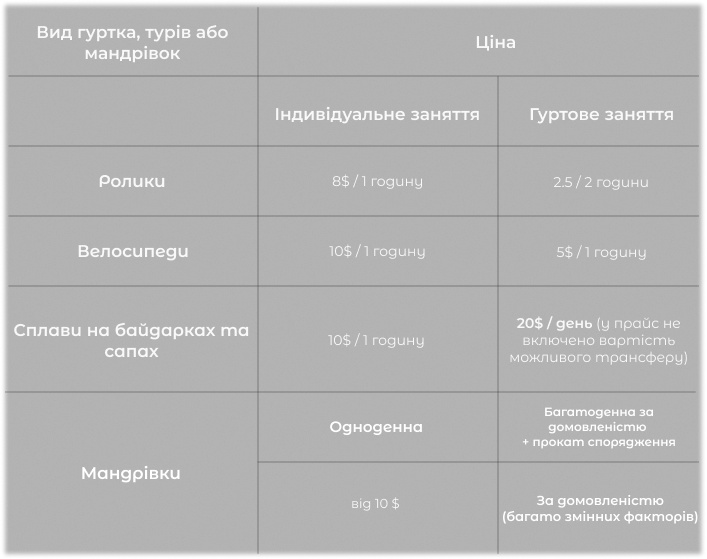 Вид гуртка, турів або
мандрівок
Ціна
Індивідуальне заняття
Гуртове заняття
Ролики
8$ / 1 годину
2.5 / 2 години
Велосипеди
10$ / 1 годину
5$ / 1 годину
Сплави на байдарках та
сапах
10$ / 1 годину
20$ / день (у прайс не
включено вартість
можливого трансферу)
Мандрівки
Одноденна
Багатоденна за
домовленістю
+ прокат спорядження
від 10 $
За домовленістю
(багато змінних факторів)